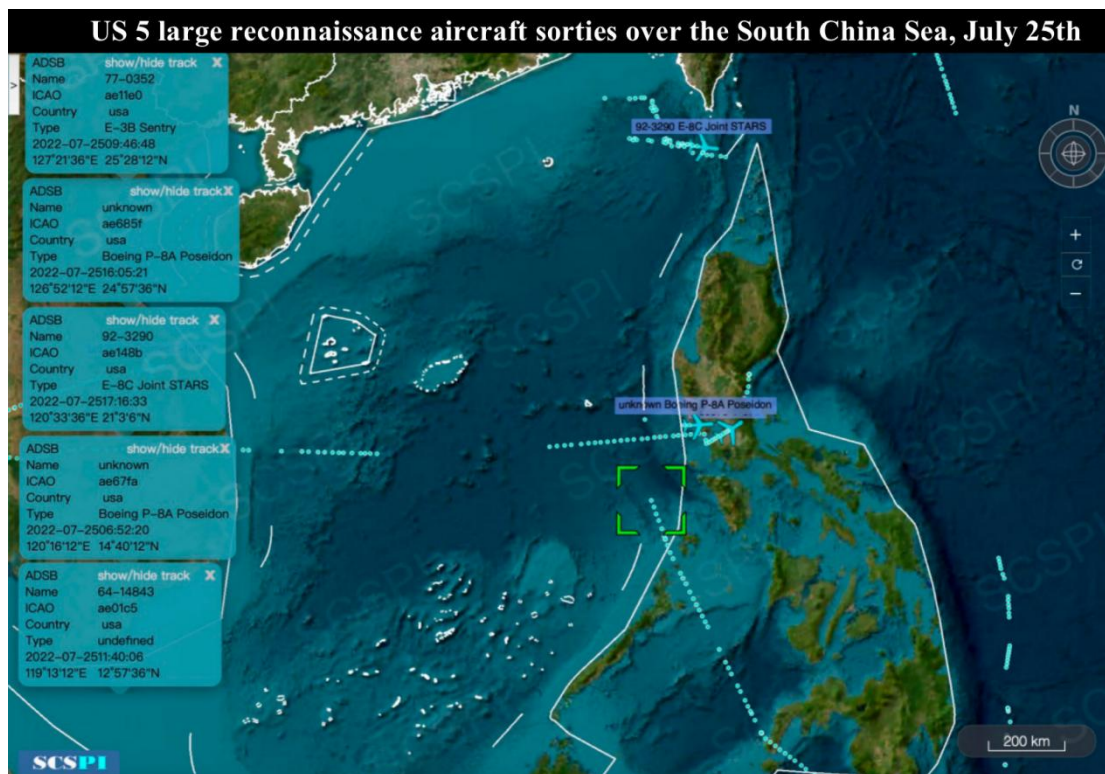 US 5 large reconnaissance aircraft sorties over the South China Sea, July 25th
>
ADSB show/hide track X
Name 77-0352
ICAO ae11e0
Country usa
Type E-3B Sentry
2022-07-2509:46:48
127°21'36"E 25°28'12"N
ADSB show/hide trackX
Name unknown
ICAO ae685f
Country usa
Type Boeing P-8A Poseidon
2022-07-2516:05:21
126°52'12"E 24°57'36"N
ADSB show/hide track X
Name 92-3290
ICAO ae148b
Country usa
Type E-8C Joint STARS
2022-07-2517:16:33
120°33'36"E 21°3'6"N
ADSB show/hide trackX
Name unknown
ICAO ae67fa
Country usa
Type Boeing P-8A Poseidon
2022-07-2506:52:20
120°16'12"E 14°40'12"N
ADSB show/hide track X
Name 64-14843
ICAO ae01c5
Country usa
Type undefined
2022-07-2511:40:06
119°13'12"E 12°57'36"N
92-3290 E-8C Joint STARS
unknown Boeing P-8A Poseidon
N
+
−
200 km
SCSPI